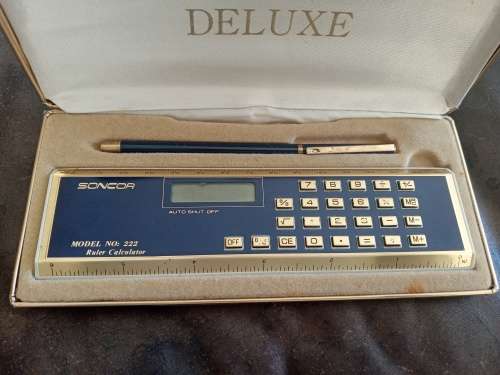 DELUXE
SONCOR
AUTO SHUT OFF
MODEL NO: 222
Ruler Calculator
7 8 9 ÷ +/-
% 4 5 6 ×
√ 1 2 3 -
OFF CE 0 · = + M+